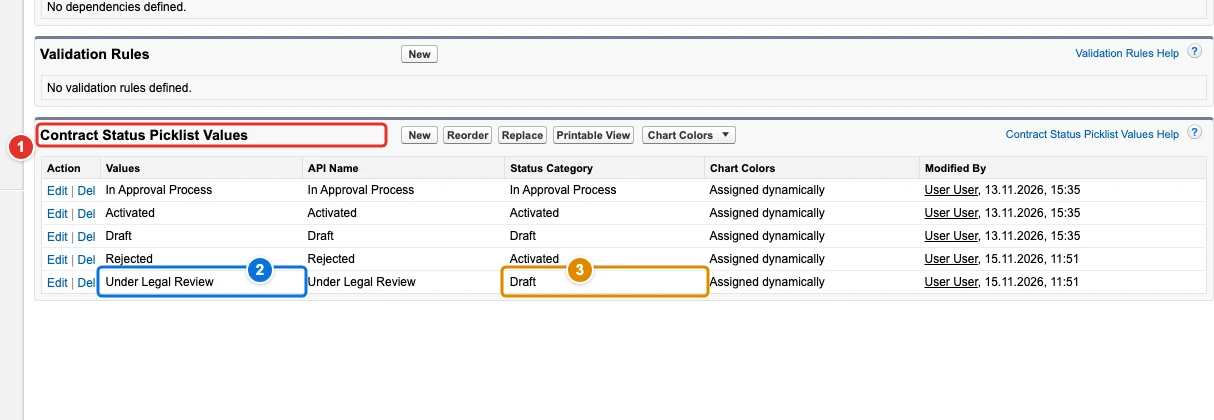 No dependencies defined.
Validation Rules New Validation Rules Help ?
No validation rules defined.
1 Contract Status Picklist Values New Reorder Replace Printable View Chart Colors ▼ Contract Status Picklist Values Help ?
Action Values API Name Status Category Chart Colors Modified By
Edit | Del In Approval Process In Approval Process In Approval Process Assigned dynamically User User, 13.11.2026, 15:35
Edit | Del Activated Activated Activated Assigned dynamically User User, 13.11.2026, 15:35
Edit | Del Draft Draft Draft Assigned dynamically User User, 13.11.2026, 15:35
Edit | Del Rejected Rejected Activated Assigned dynamically User User, 15.11.2026, 11:51
2 3
Edit | Del Under Legal Review Under Legal Review Draft Assigned dynamically User User, 15.11.2026, 11:51